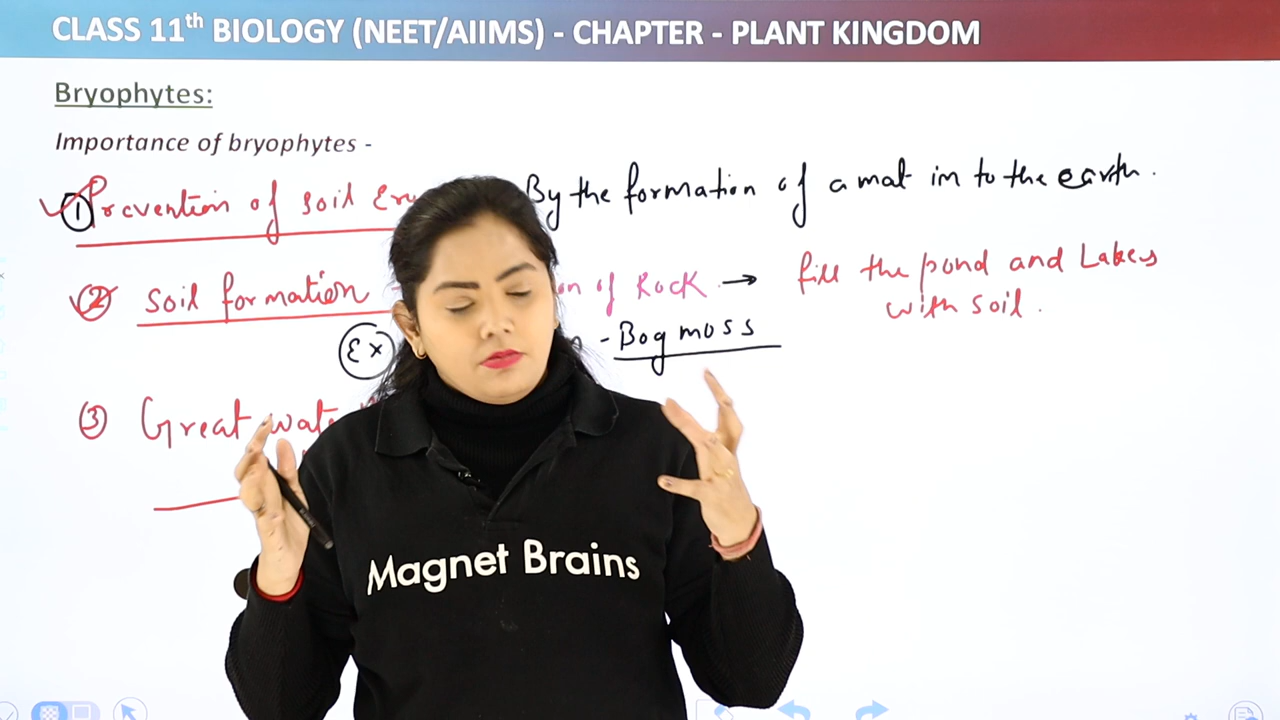 CLASS 11th BIOLOGY (NEET/AIIMS) - CHAPTER - PLANT KINGDOM
Bryophytes:
Importance of bryophytes -
① Prevention of soil By the formation of a mat in to the earth.
② soil formation of Rock → fill the pond and Lakes
with soil.
Ex - Bog moss
③ Great
Magnet Brains